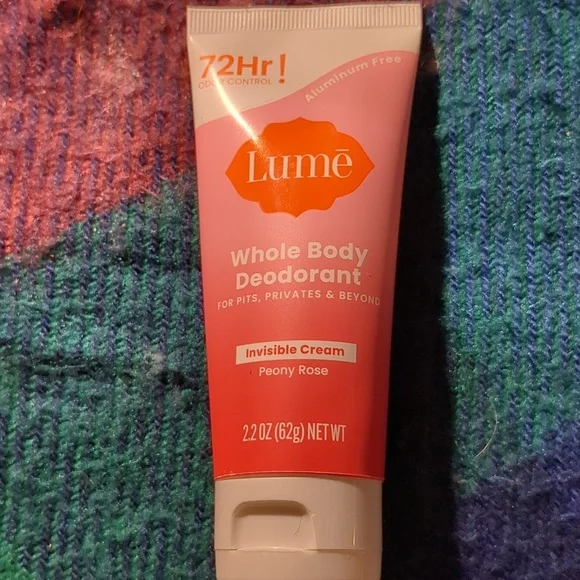 72Hr!
ODOR CONTROL
Aluminum Free
Lumē
Whole Body
Deodorant
FOR PITS, PRIVATES & BEYOND
Invisible Cream
Peony Rose
2.2 OZ (62g) NET WT